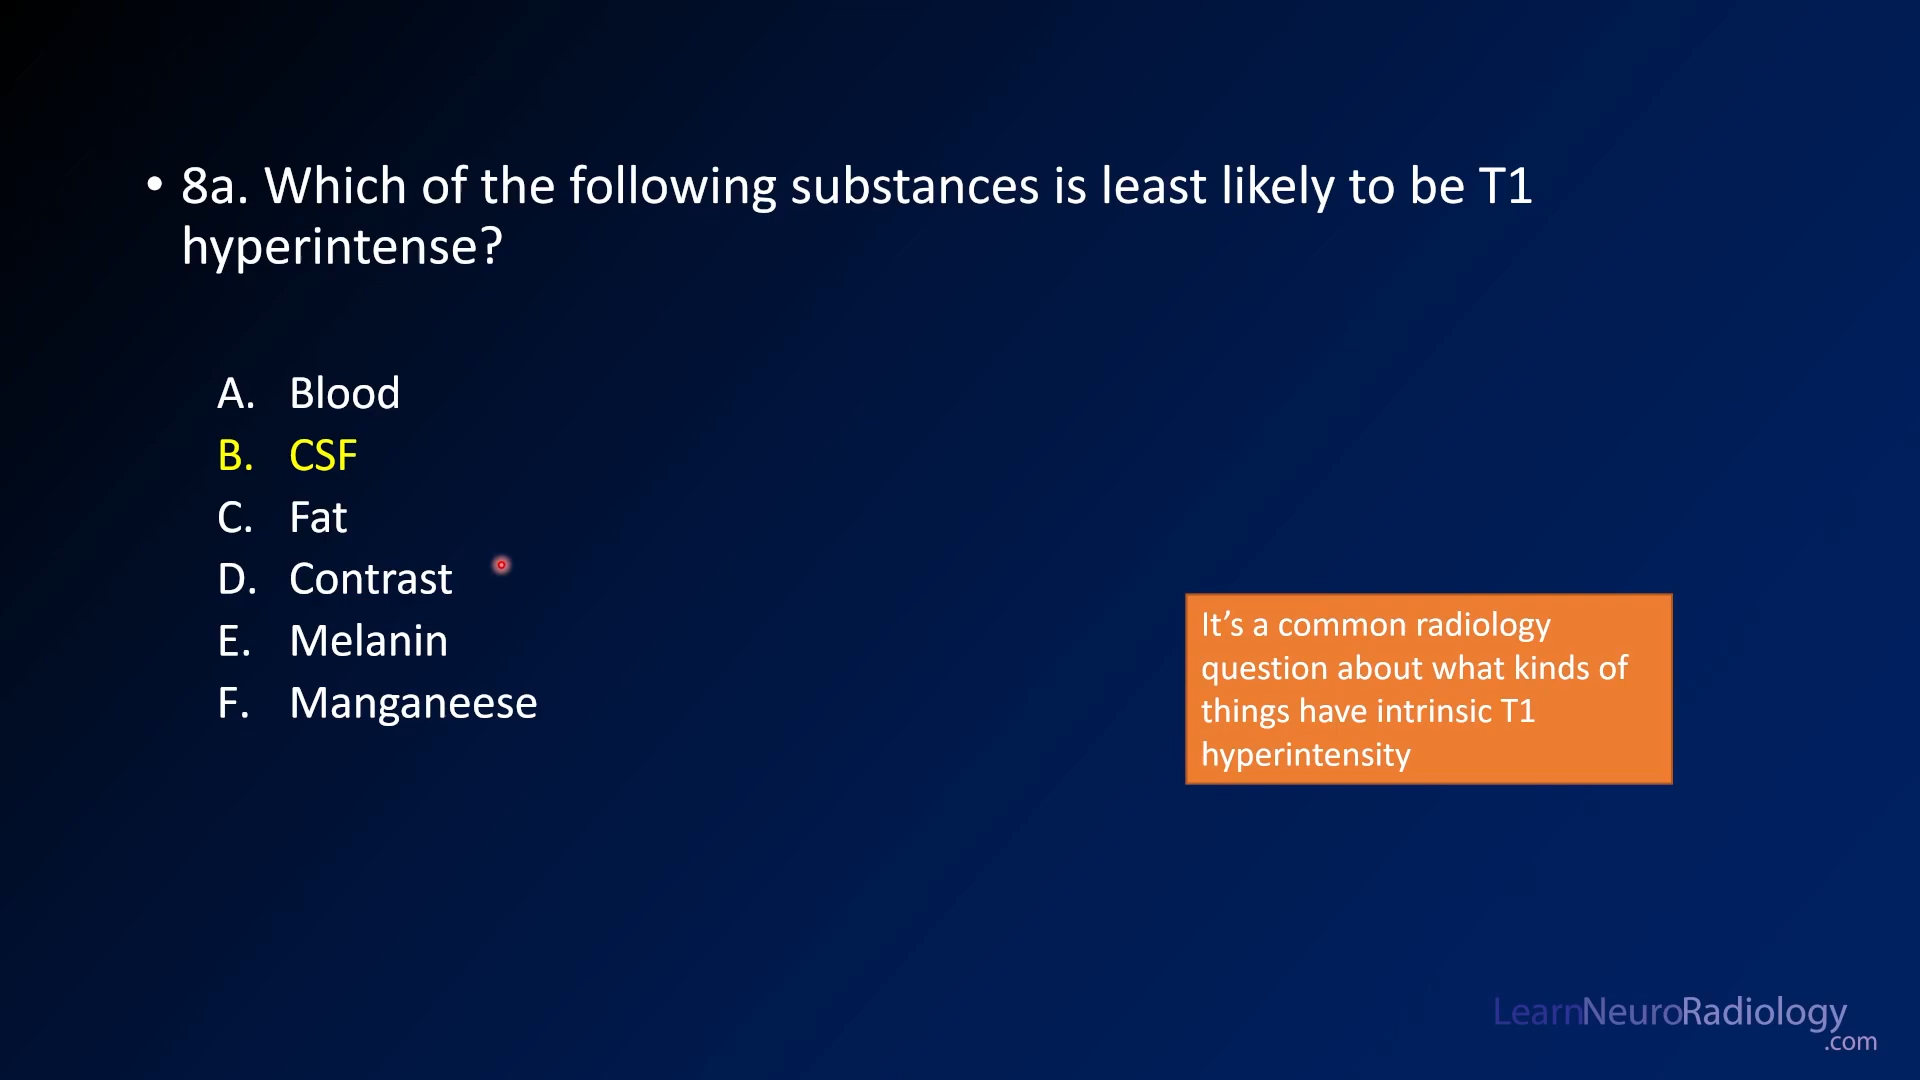 • 8a. Which of the following substances is least likely to be T1
hyperintense?
A. Blood
B. CSF
C. Fat
D. Contrast
E. Melanin
F. Manganeese
It’s a common radiology
question about what kinds of
things have intrinsic T1
hyperintensity
LearnNeuroRadiology
.com